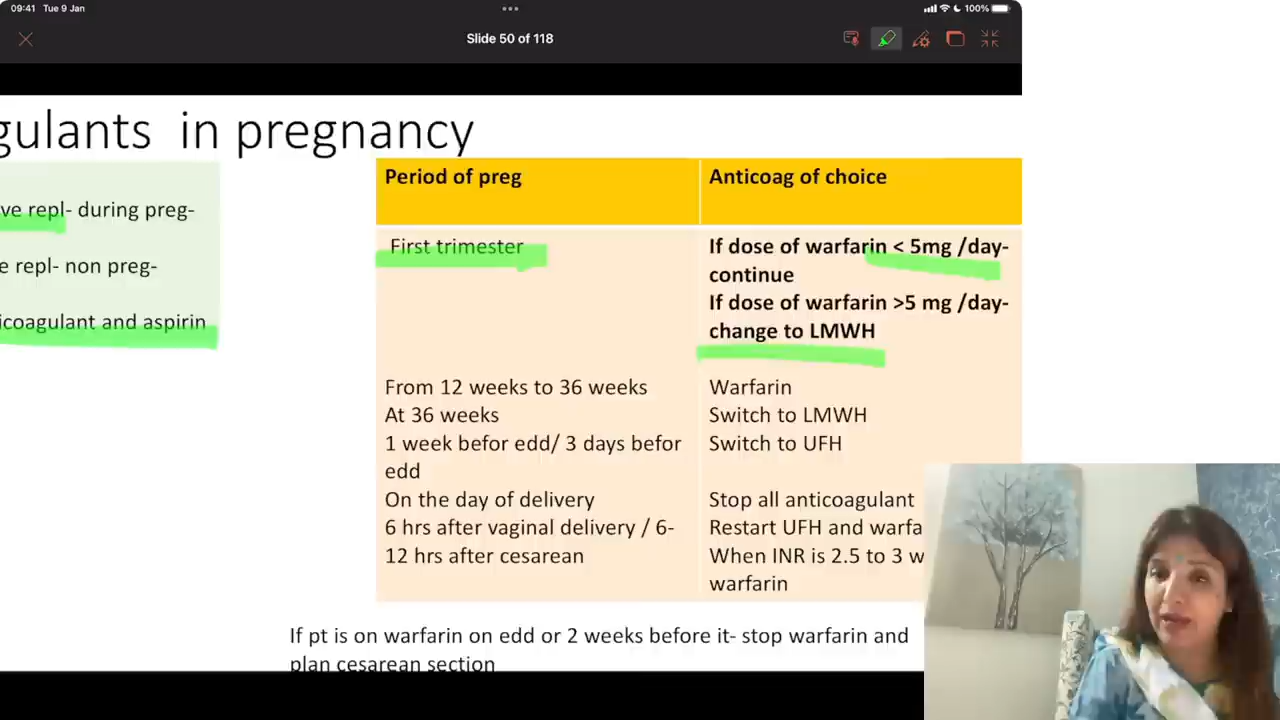 09:41 Tue 9 Jan
100%
Slide 50 of 118
gulants in pregnancy
ve repl- during preg-
e repl- non preg-
icoagulant and aspirin
Period of preg
Anticoag of choice
First trimester
If dose of warfarin < 5mg /day-
continue
If dose of warfarin >5 mg /day-
change to LMWH
From 12 weeks to 36 weeks
Warfarin
At 36 weeks
Switch to LMWH
1 week befor edd/ 3 days befor
edd
Switch to UFH
On the day of delivery
Stop all anticoagulant
6 hrs after vaginal delivery / 6-
12 hrs after cesarean
Restart UFH and warfa
When INR is 2.5 to 3 w
warfarin
If pt is on warfarin on edd or 2 weeks before it- stop warfarin and
plan cesarean section